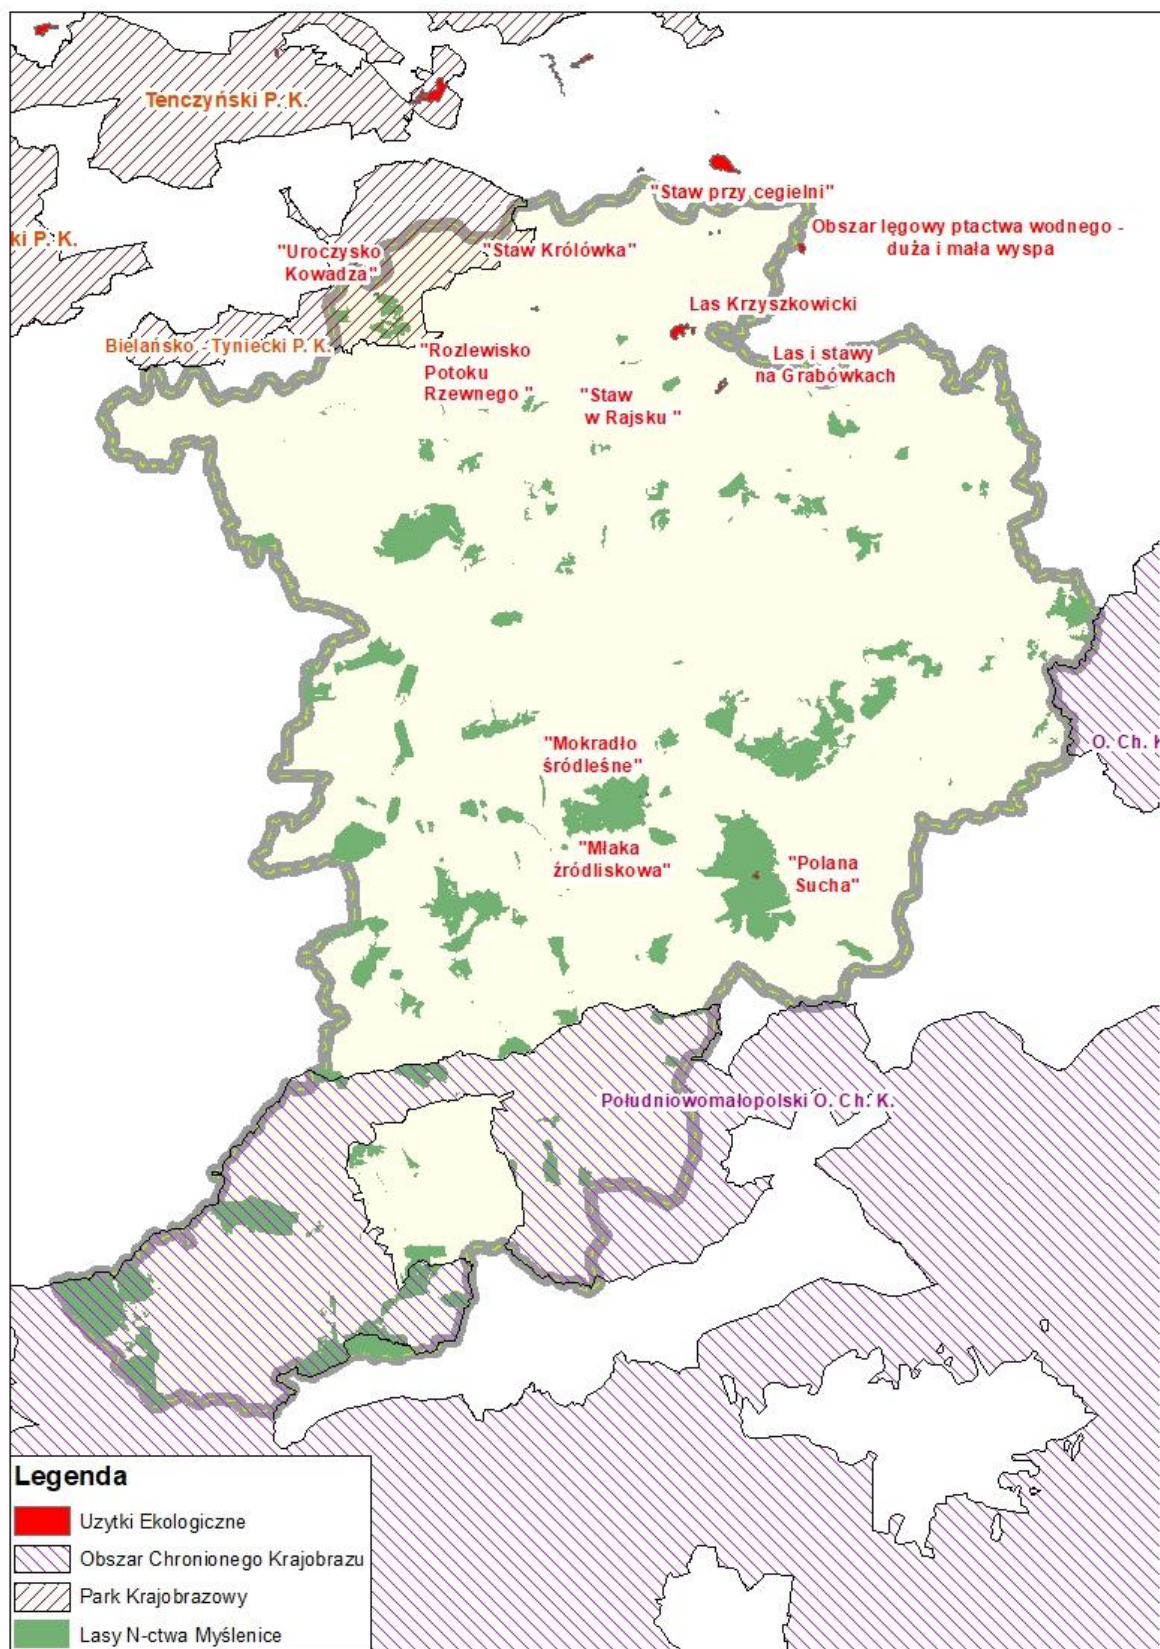 Tenczyński P. K.
"Staw przy cegielni"
Obszar lęgowy ptactwa wodnego -
duża i mała wyspa
ki P. K.
"Uroczysko
Kowadza"
"Staw Królówka"
Las Krzyszkowicki
Bielańsko - Tyniecki P. K.
"Rozlewisko
Potoku
Rzewnego "
Las i stawy
na Grabówkach
"Staw
w Rajsku "
"Mokradło
śródleśne"
O. Ch. K
"Młaka
źródliskowa"
"Polana
Sucha"
Południowomałopolski O. Ch. K.
Legenda
Uzytki Ekologiczne
Obszar Chronionego Krajobrazu
Park Krajobrazowy
Lasy N-ctwa Myślenice